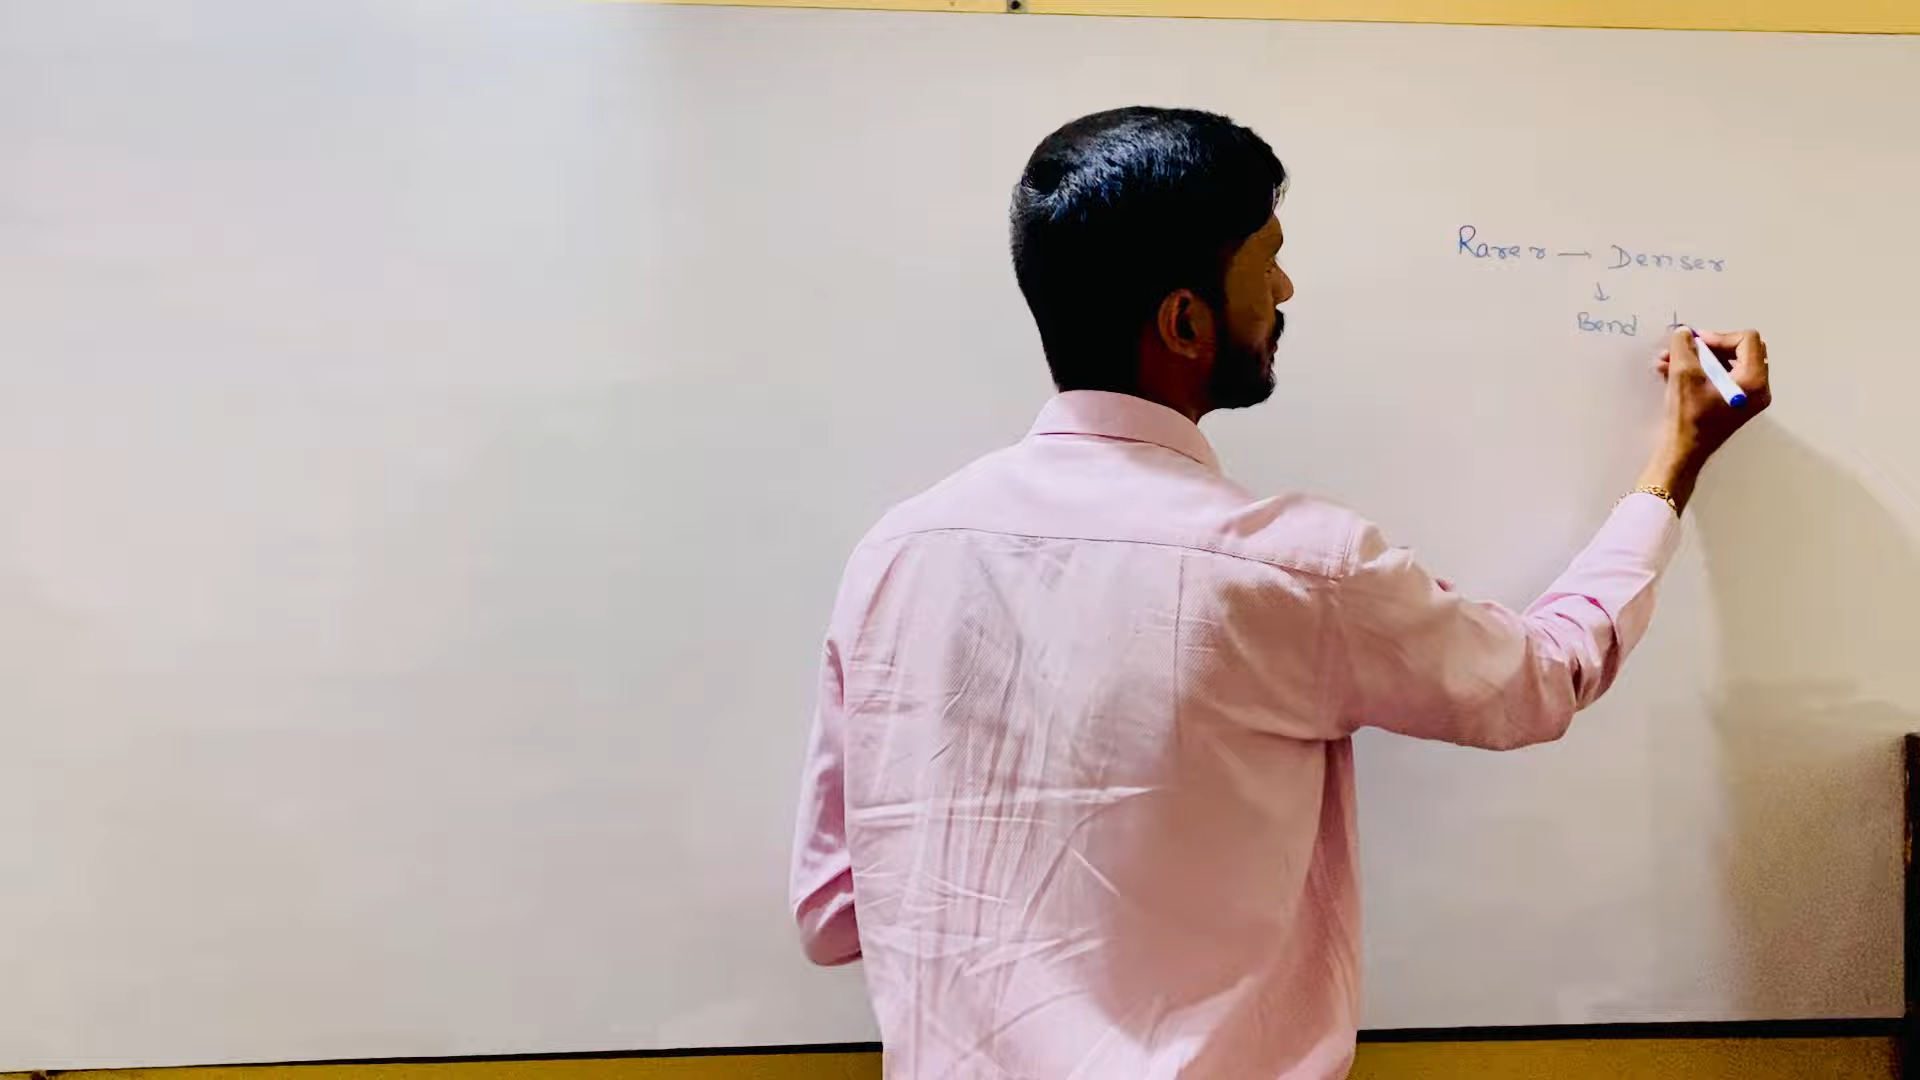 Rarer → Denser
↓
Bend t